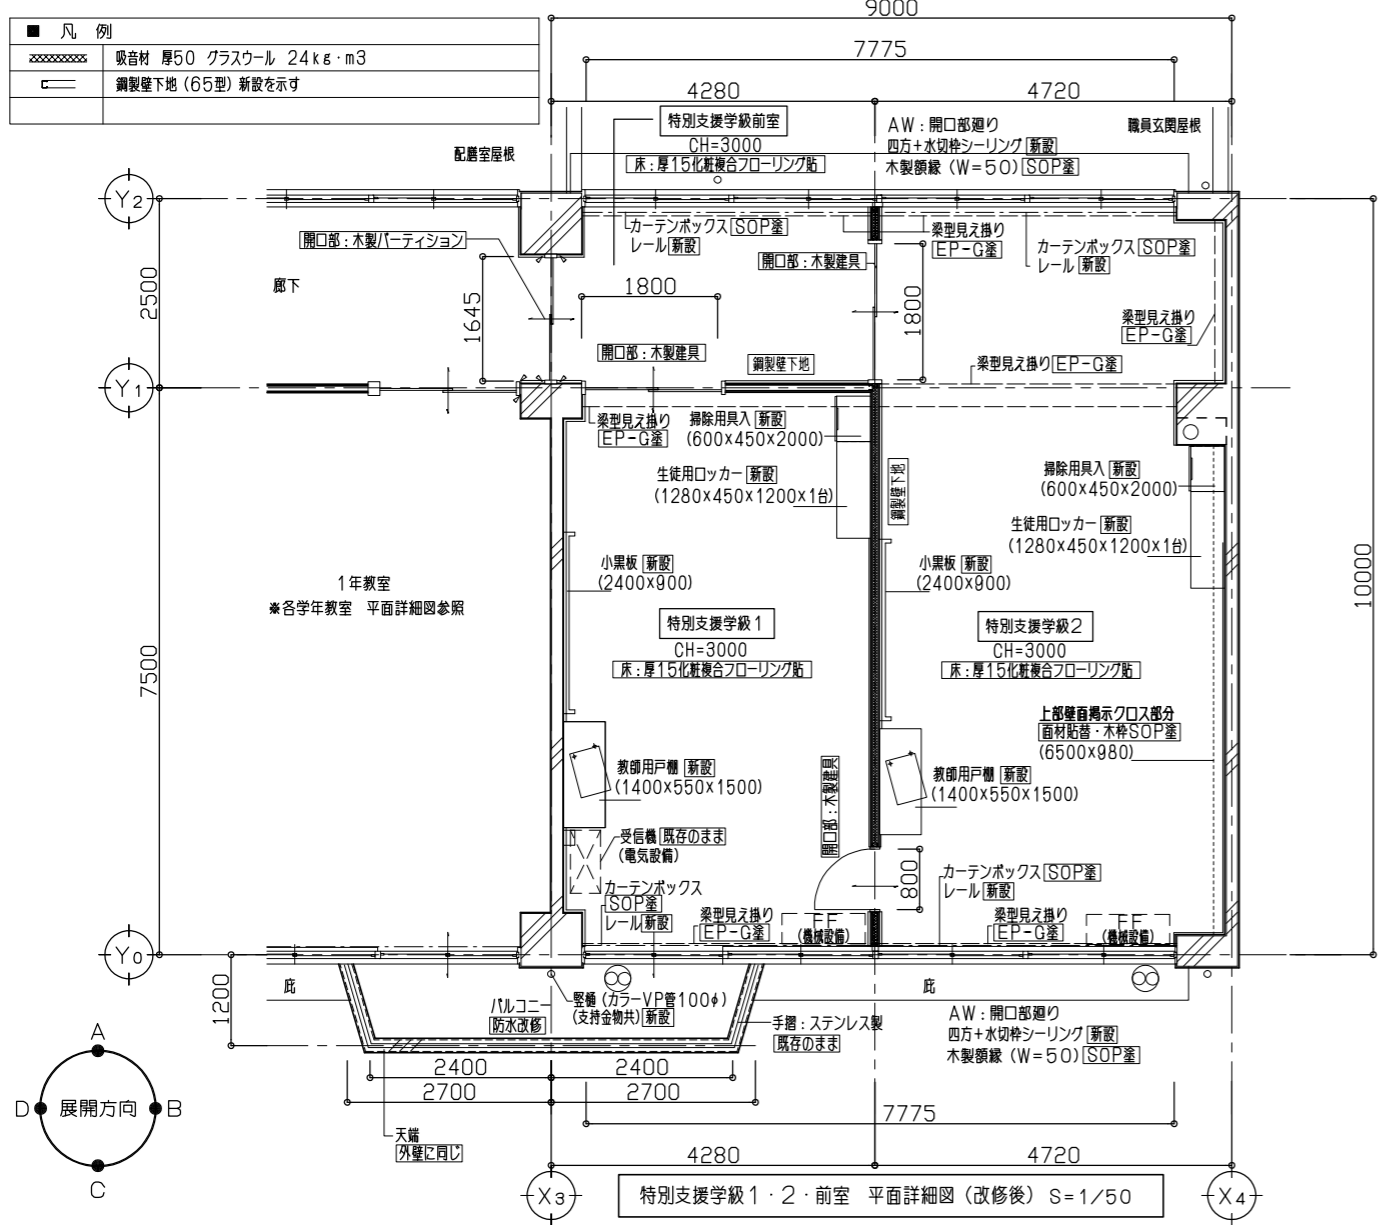 ■ 凡 例
吸音材 厚50 グラスウール 24kg・m3
鋼製壁下地(65型)新設を示す
9000
7775
4280
4720
特別支援学級前室
CH=3000
床:厚15化粧複合フローリング貼
配膳室屋根
AW:開口部廻り
四方+水切枠シーリング 新設
木製額縁(W=50) SOP塗
職員玄関屋根
Y2
開口部:木製パーティション
カーテンボックス SOP塗
レール 新設
梁型見え掛り
EP-G塗
開口部:木製建具
カーテンボックス SOP塗
レール 新設
廊下
2500
1645
1800
1800
梁型見え掛り
EP-G塗
開口部:木製建具
鋼製壁下地
梁型見え掛り EP-G塗
Y1
梁型見え掛り
EP-G塗
掃除用具入 新設
(600x450x2000)
生徒用ロッカー 新設
(1280x450x1200x1台)
鋼製壁下地
掃除用具入 新設
(600x450x2000)
生徒用ロッカー 新設
(1280x450x1200x1台)
10000
小黒板 新設
(2400x900)
小黒板 新設
(2400x900)
1年教室
※各学年教室 平面詳細図参照
特別支援学級1
CH=3000
床:厚15化粧複合フローリング貼
特別支援学級2
CH=3000
床:厚15化粧複合フローリング貼
7500
上部壁面掲示クロス部分
面材貼替・木枠SOP塗
(6500x980)
教師用戸棚 新設
(1400x550x1500)
開口部:木製建具
教師用戸棚 新設
(1400x550x1500)
受信機 既存のまま
(電気設備)
カーテンボックス
SOP塗
レール 新設
梁型見え掛り
EP-G塗
FF
(機械設備)
800
カーテンボックス SOP塗
レール 新設
梁型見え掛り
EP-G塗
FF
(機械設備)
Y0
1200
庇
バルコニー
防水改修
竪樋(カラーVP管100φ)
(支持金物共) 新設
手摺:ステンレス製
既存のまま
庇
AW:開口部廻り
四方+水切枠シーリング 新設
木製額縁(W=50) SOP塗
2400
2400
2700
2700
7775
A
D 展開方向 B
C
天端
外壁に同じ
4280
4720
X3
特別支援学級1・2・前室 平面詳細図(改修後) S=1/50
X4